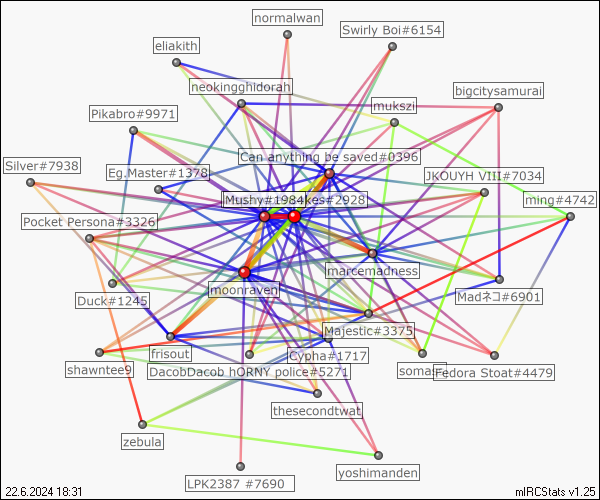 normalwan
Swirly Boi#6154
eliakith
neokingghidorah
bigcitysamurai
mukszi
Pikabro#9971
Can anything be saved#0396
Silver#7938
Eg.Master#1378
JKOUYH VIII#7034
ming#4742
Mushy#1984
kes#2928
Pocket Persona#3326
marcemadness
moonraven
Madネコ#6901
Duck#1245
Majestic#3375
frisout
Cypha#1717
shawntee9
DacobDacob hORNY police#5271
somas
Fedora Stoat#4479
thesecondtwat
zebula
yoshimanden
LPK2387 #7690
22.6.2024 18:31
mIRCStats v1.25